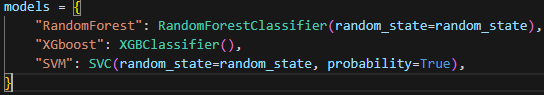 models = {
    "RandomForest": RandomForestClassifier(random_state=random_state),
    "XGboost": XGBClassifier(),
    "SVM": SVC(random_state=random_state, probability=True),
}